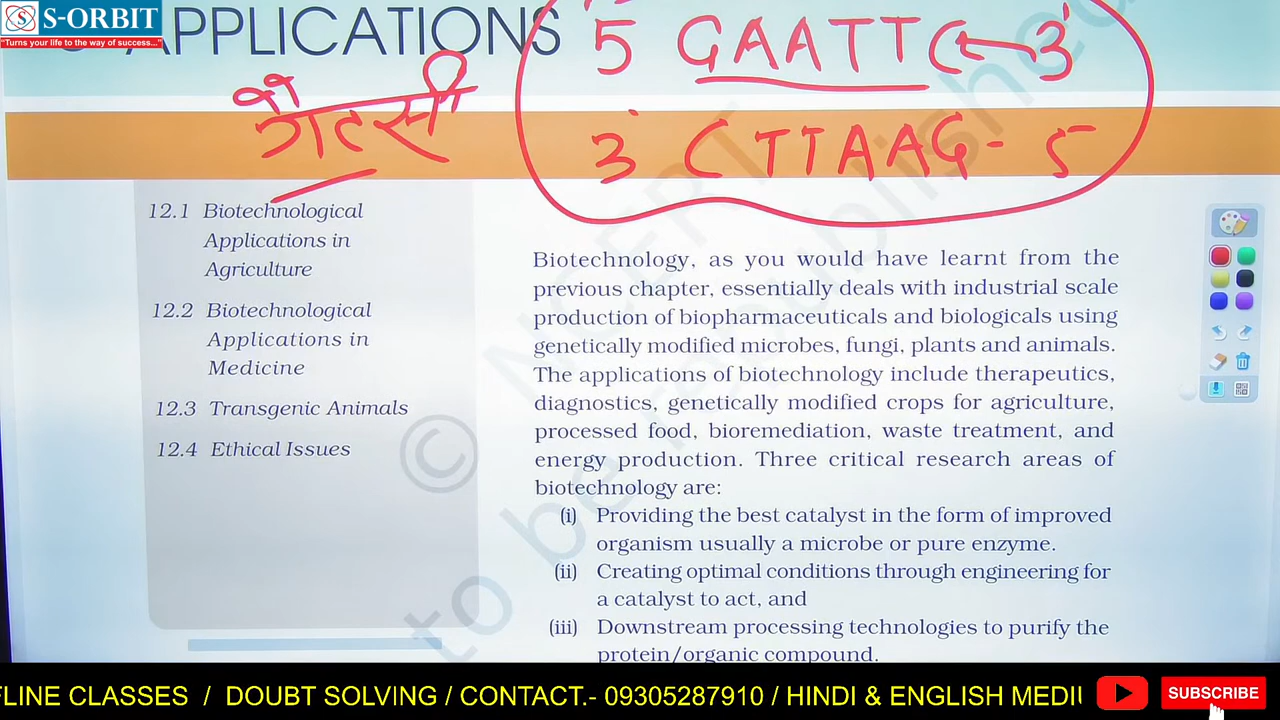 S-ORBIT
"Turns your life to the way of success..."
APPLICATIONS
5' GAATTC ← 3'
गैटसी
3' CTTAAG - 5
12.1 Biotechnological
Applications in
Agriculture
12.2 Biotechnological
Applications in
Medicine
12.3 Transgenic Animals
12.4 Ethical Issues
Biotechnology, as you would have learnt from the
previous chapter, essentially deals with industrial scale
production of biopharmaceuticals and biologicals using
genetically modified microbes, fungi, plants and animals.
The applications of biotechnology include therapeutics,
diagnostics, genetically modified crops for agriculture,
processed food, bioremediation, waste treatment, and
energy production. Three critical research areas of
biotechnology are:
(i) Providing the best catalyst in the form of improved
organism usually a microbe or pure enzyme.
(ii) Creating optimal conditions through engineering for
a catalyst to act, and
(iii) Downstream processing technologies to purify the
protein/organic compound.
© NCERT
to be republished
FLINE CLASSES / DOUBT SOLVING / CONTACT.- 09305287910 / HINDI & ENGLISH MEDIU
SUBSCRIBE